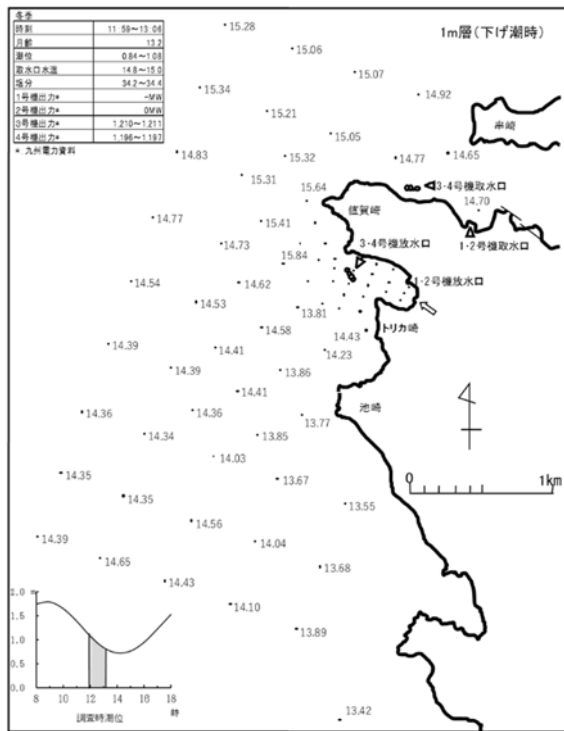 冬季
時刻 11:59～13:06
月齢 13.2
潮位 0.84～1.08
取水口水温 14.8～15.0
塩分 34.2～34.4
1号機出力* -MW
2号機出力* 0MW
3号機出力* 1,210～1,211
4号機出力* 1,196～1,197
*.九州電力資料
1m層(下げ潮時)
15.28
15.06
15.07
15.34
14.92
15.21
串崎
15.05
14.83
15.32
14.77
14.65
15.31
15.64
3・4号機取水口
14.70
値賀崎
14.77
15.41
1・2号機取水口
14.73
3・4号機放水口
15.84
14.54
14.62
1・2号機放水口
14.53
13.81
14.58
14.43
トリカ崎
14.39
14.41
14.23
14.39
13.86
14.41
14.36
14.36
13.77
池崎
14.34
13.85
14.03
14.35
13.67
0
1km
14.35
13.55
14.56
14.39
14.04
14.65
13.68
14.43
14.10
2.0 m
1.5
1.0
0.5
0.0
8 10 12 14 16 18
時
調査時潮位
13.89
13.42